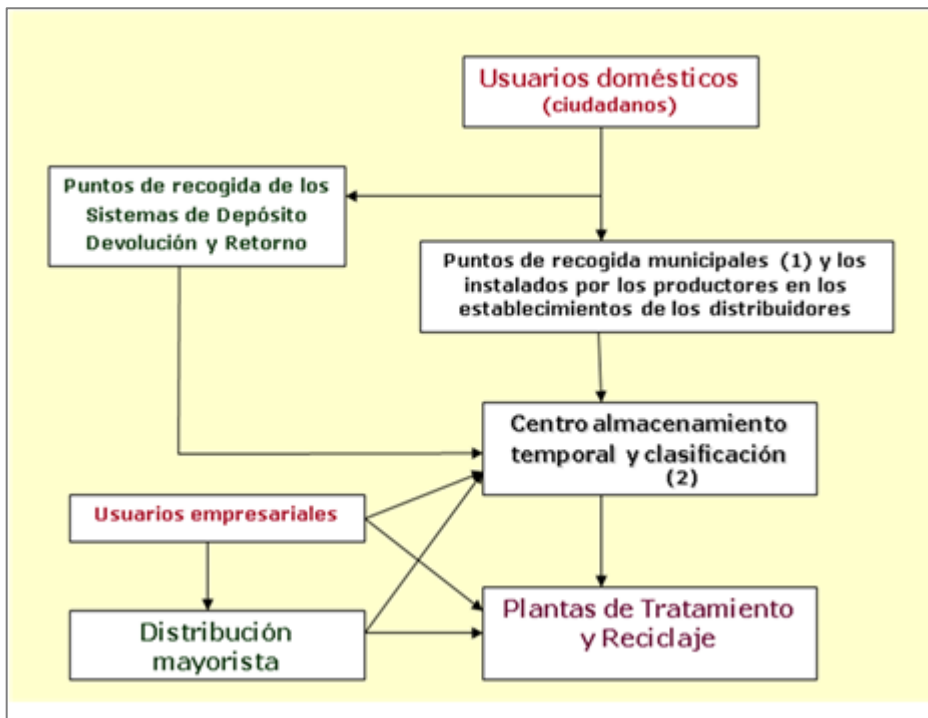 Usuarios domésticos
(ciudadanos)
Puntos de recogida de los
Sistemas de Depósito
Devolución y Retorno
Puntos de recogida municipales (1) y los
instalados por los productores en los
establecimientos de los distribuidores
Centro almacenamiento
temporal y clasificación
(2)
Usuarios empresariales
Distribución
mayorista
Plantas de Tratamiento
y Reciclaje